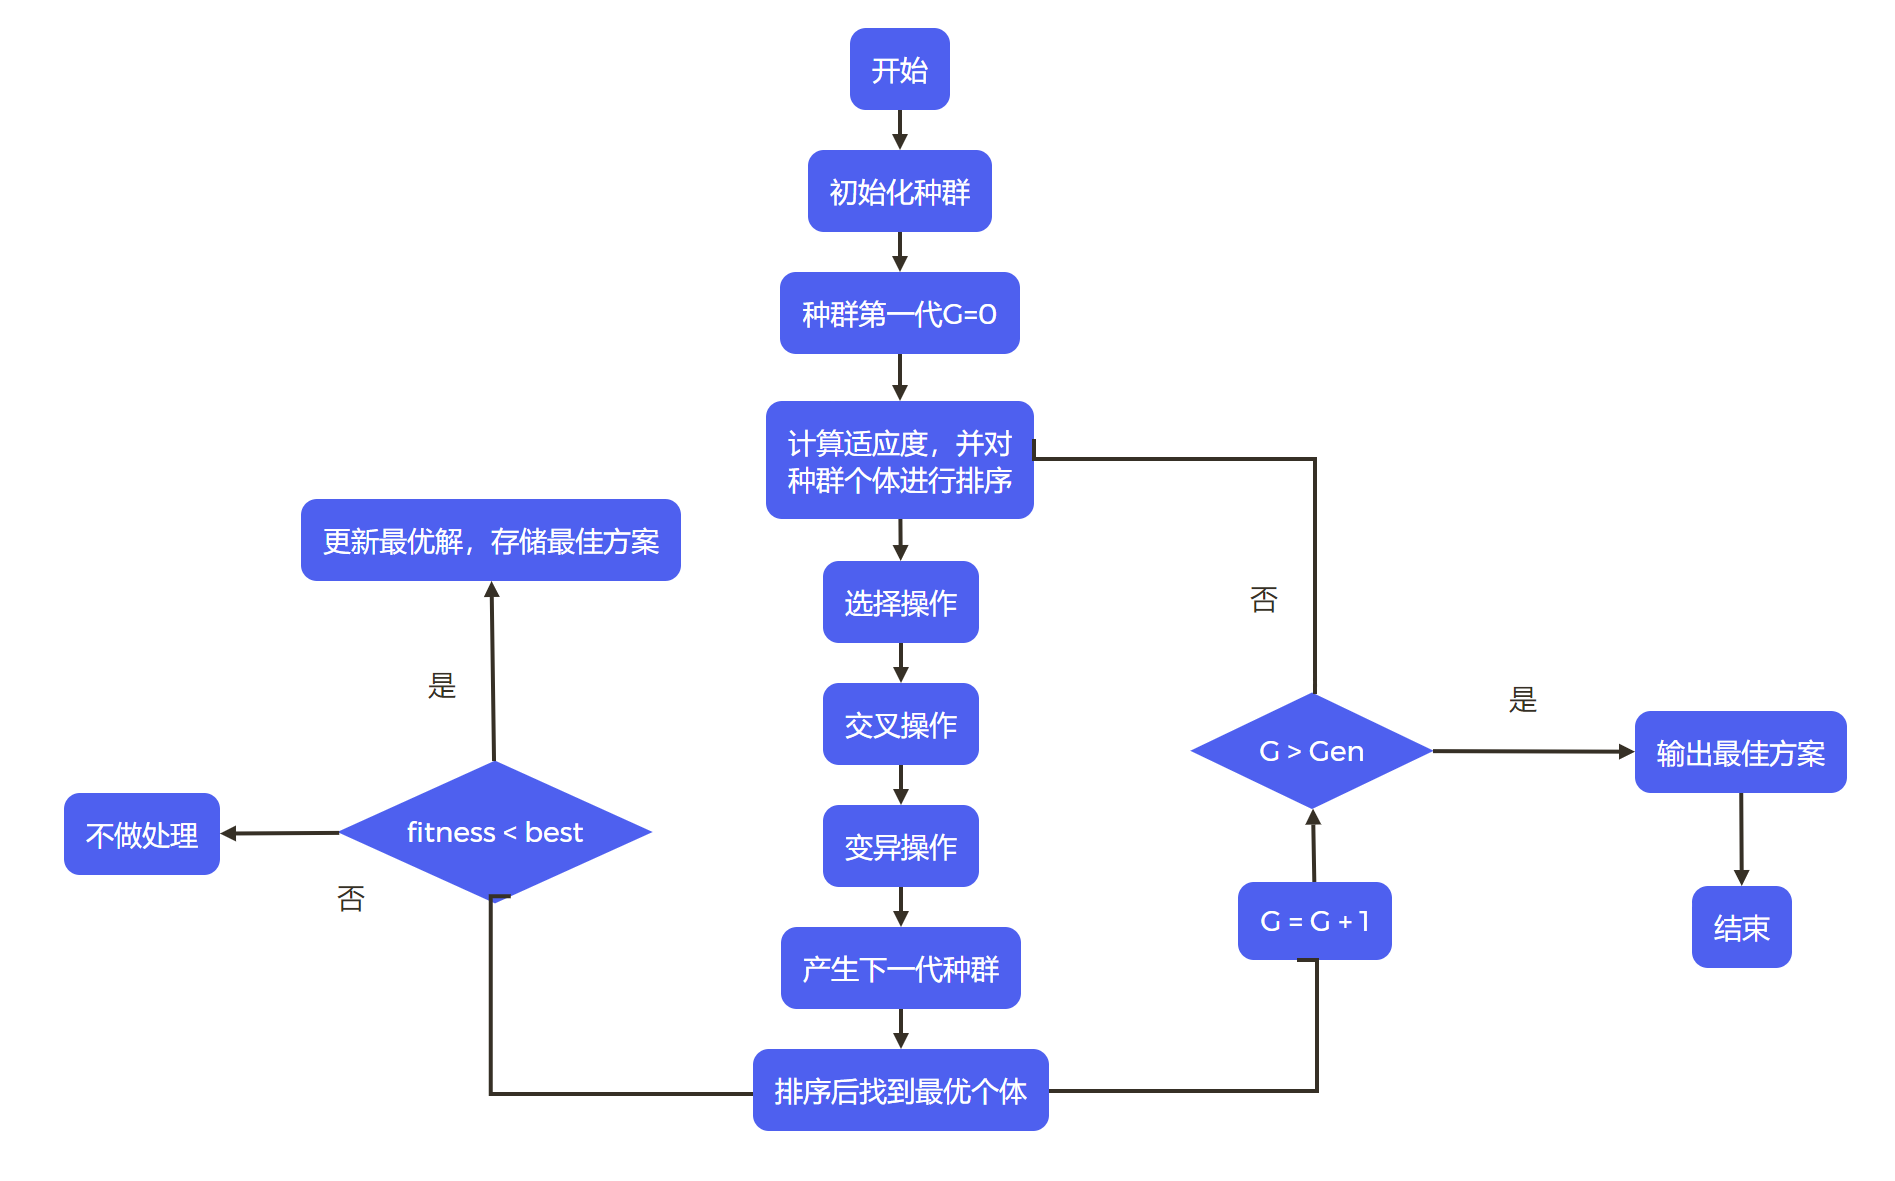 开始
初始化种群
种群第一代G=0
计算适应度，并对
种群个体进行排序
更新最优解，存储最佳方案
选择操作
否
是
是
交叉操作
G > Gen
输出最佳方案
fitness < best
不做处理
变异操作
否
G = G + 1
结束
产生下一代种群
排序后找到最优个体